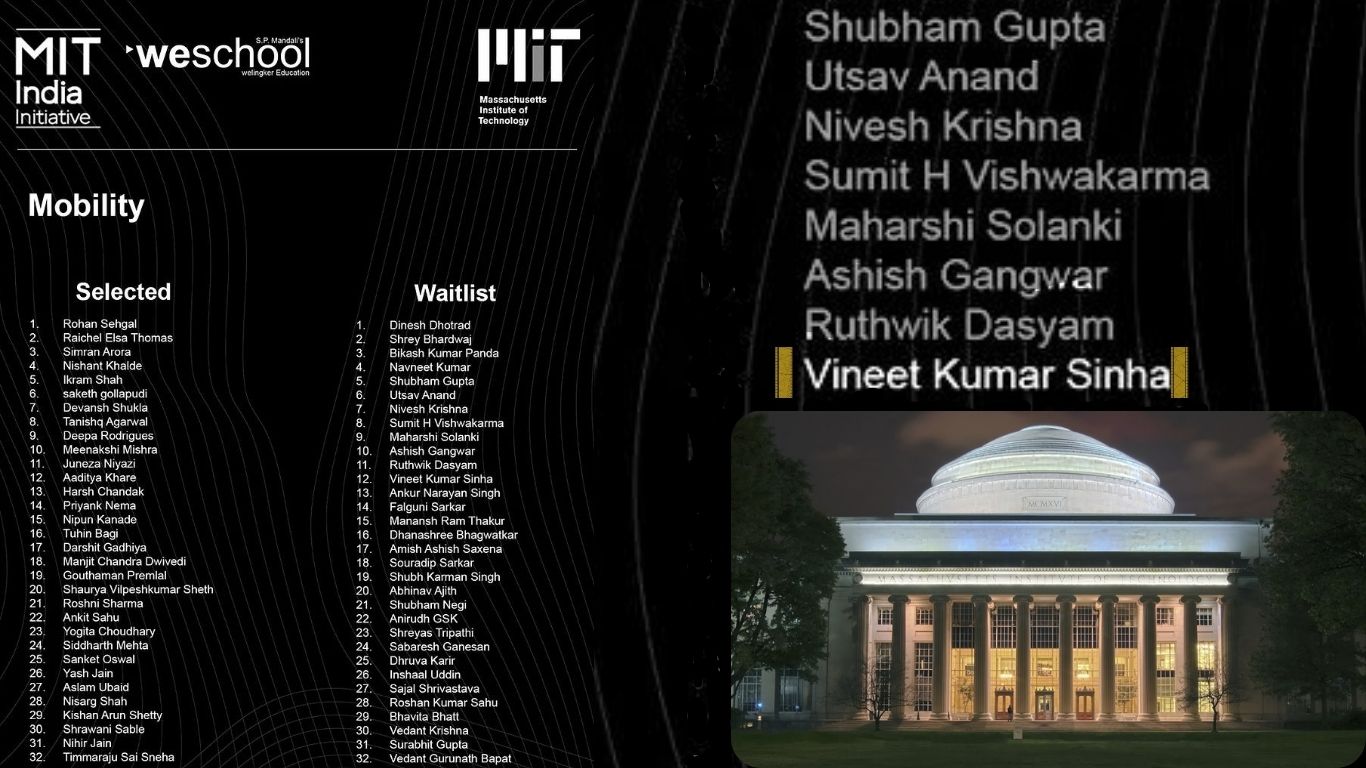 MIT
India
Initiative
S.P. Mandali's
weschool
welingker Education
MiT
Massachusetts
Institute of
Technology
Mobility
Selected
1. Rohan Sehgal
2. Raichel Elsa Thomas
3. Simran Arora
4. Nishant Khalde
5. Ikram Shah
6. saketh gollapudi
7. Devansh Shukla
8. Tanishq Agarwal
9. Deepa Rodrigues
10. Meenakshi Mishra
11. Juneza Niyazi
12. Aaditya Khare
13. Harsh Chandak
14. Priyank Nema
15. Nipun Kanade
16. Tuhin Bagi
17. Darshit Gadhiya
18. Manjit Chandra Dwivedi
19. Gouthaman Premlal
20. Shaurya Vilpeshkumar Sheth
21. Roshni Sharma
22. Ankit Sahu
23. Yogita Choudhary
24. Siddharth Mehta
25. Sanket Oswal
26. Yash Jain
27. Aslam Ubaid
28. Nisarg Shah
29. Kishan Arun Shetty
30. Shrawani Sable
31. Nihir Jain
32. Timmaraju Sai Sneha
Waitlist
1. Dinesh Dhotrad
2. Shrey Bhardwaj
3. Bikash Kumar Panda
4. Navneet Kumar
5. Shubham Gupta
6. Utsav Anand
7. Nivesh Krishna
8. Sumit H Vishwakarma
9. Maharshi Solanki
10. Ashish Gangwar
11. Ruthwik Dasyam
12. Vineet Kumar Sinha
13. Ankur Narayan Singh
14. Falguni Sarkar
15. Manansh Ram Thakur
16. Dhanashree Bhagwatkar
17. Amish Ashish Saxena
18. Souradip Sarkar
19. Shubh Karman Singh
20. Abhinav Ajith
21. Shubham Negi
22. Anirudh GSK
23. Shreyas Tripathi
24. Sabaresh Ganesan
25. Dhruva Karir
26. Inshaal Uddin
27. Sajal Shrivastava
28. Roshan Kumar Sahu
29. Bhavita Bhatt
30. Vedant Krishna
31. Surabhit Gupta
32. Vedant Gurunath Bapat
Shubham Gupta
Utsav Anand
Nivesh Krishna
Sumit H Vishwakarma
Maharshi Solanki
Ashish Gangwar
Ruthwik Dasyam
Vineet Kumar Sinha
MCMXVI
MASSACHVSETTS INSTITVTE OF TECHNOLOGY